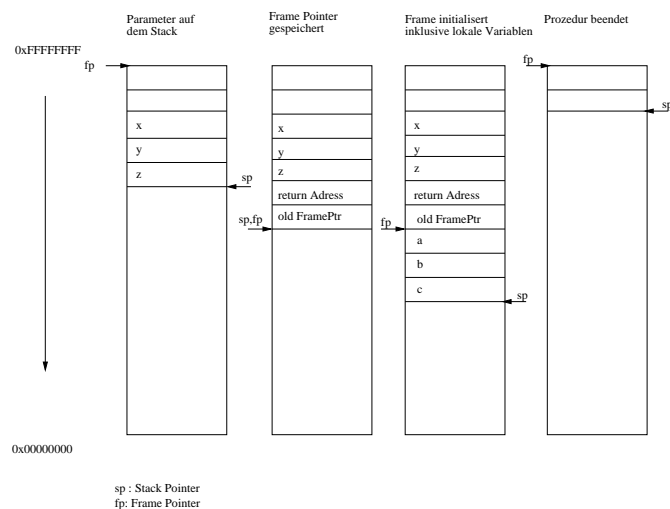 Parameter auf
dem Stack
Frame Pointer
gespeichert
Frame initialisert
inklusive lokale Variablen
Prozedur beendet
0xFFFFFFFF
fp
x
y
z
sp
x
y
z
return Adress
old FramePtr
sp,fp
x
y
z
return Adress
old FramePtr
fp
a
b
c
sp
fp
sp
0x00000000
sp : Stack Pointer
fp: Frame Pointer